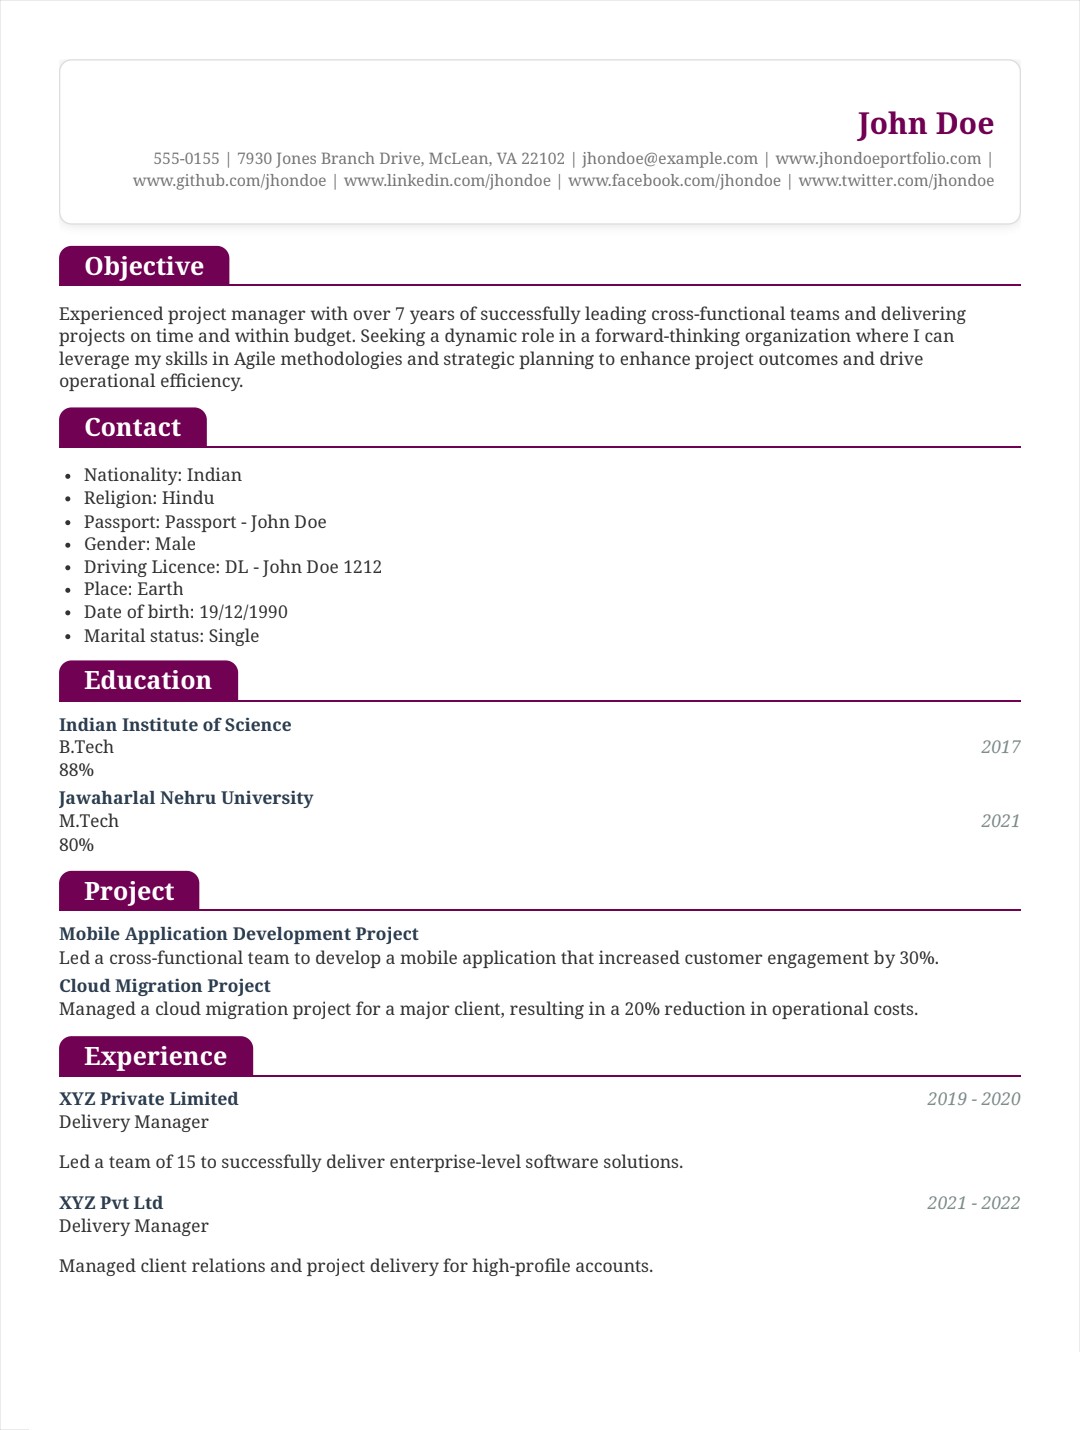 John Doe
555-0155 | 7930 Jones Branch Drive, McLean, VA 22102 | jhondoe@example.com | www.jhondoeportfolio.com |
www.github.com/jhondoe | www.linkedin.com/jhondoe | www.facebook.com/jhondoe | www.twitter.com/jhondoe
Objective
Experienced project manager with over 7 years of successfully leading cross-functional teams and delivering
projects on time and within budget. Seeking a dynamic role in a forward-thinking organization where I can
leverage my skills in Agile methodologies and strategic planning to enhance project outcomes and drive
operational efficiency.
Contact
• Nationality: Indian
• Religion: Hindu
• Passport: Passport - John Doe
• Gender: Male
• Driving Licence: DL - John Doe 1212
• Place: Earth
• Date of birth: 19/12/1990
• Marital status: Single
Education
Indian Institute of Science
B.Tech 2017
88%
Jawaharlal Nehru University
M.Tech 2021
80%
Project
Mobile Application Development Project
Led a cross-functional team to develop a mobile application that increased customer engagement by 30%.
Cloud Migration Project
Managed a cloud migration project for a major client, resulting in a 20% reduction in operational costs.
Experience
XYZ Private Limited 2019 - 2020
Delivery Manager
Led a team of 15 to successfully deliver enterprise-level software solutions.
XYZ Pvt Ltd 2021 - 2022
Delivery Manager
Managed client relations and project delivery for high-profile accounts.